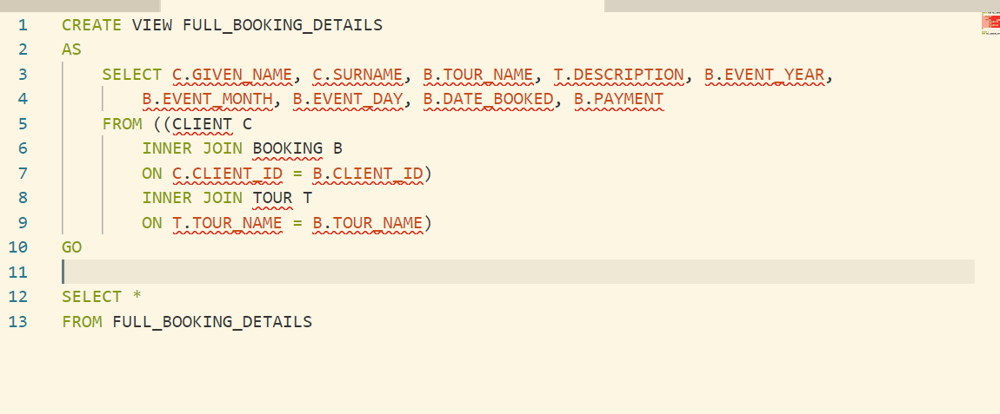 1 CREATE VIEW FULL_BOOKING_DETAILS
2 AS
3 SELECT C.GIVEN_NAME, C.SURNAME, B.TOUR_NAME, T.DESCRIPTION, B.EVENT_YEAR,
4 B.EVENT_MONTH, B.EVENT_DAY, B.DATE_BOOKED, B.PAYMENT
5 FROM ((CLIENT C
6 INNER JOIN BOOKING B
7 ON C.CLIENT_ID = B.CLIENT_ID)
8 INNER JOIN TOUR T
9 ON T.TOUR_NAME = B.TOUR_NAME)
10 GO
11
12 SELECT *
13 FROM FULL_BOOKING_DETAILS